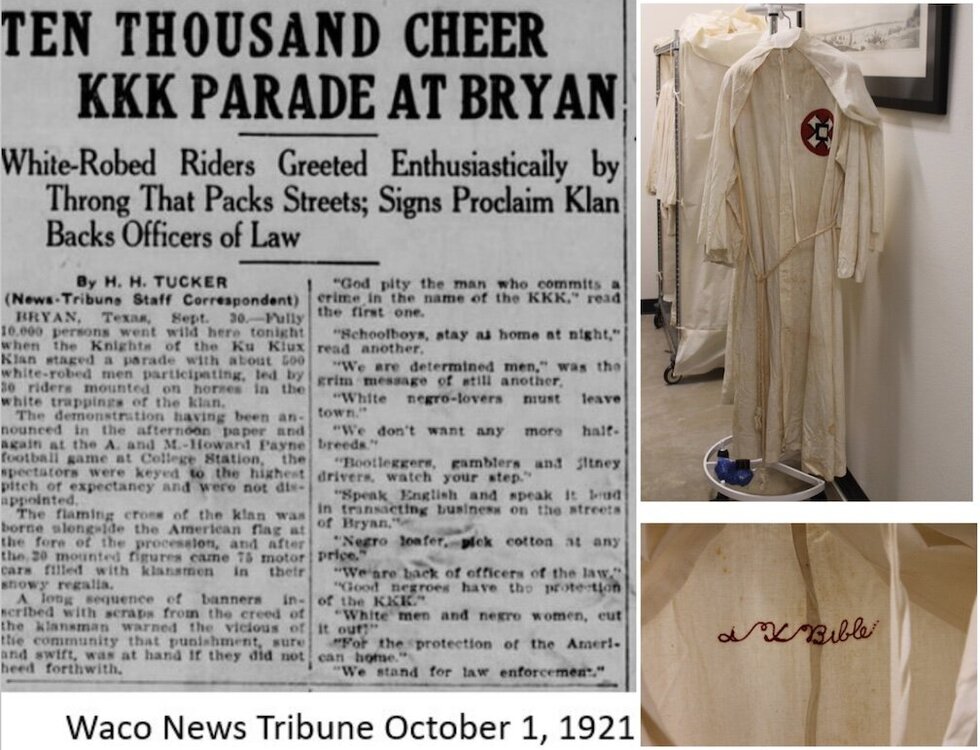 TEN THOUSAND CHEER
KKK PARADE AT BRYAN
White-Robed Riders Greeted Enthusiastically by
Throng That Packs Streets; Signs Proclaim Klan
Backs Officers of Law
By H. H. TUCKER
(News-Tribune Staff Correspondent)
BRYAN, Texas, Sept. 30.—Fully
10,000 persons went wild here tonight
when the Knights of the Ku Klux
Klan staged a parade with about 500
white-robed men participating, led by
30 riders mounted on horses in the
white trappings of the klan.
The demonstration having been an-
nounced in the afternoon paper and
again at the A. and M.-Howard Payne
football game at College Station, the
spectators were keyed to the highest
pitch of expectancy and were not dis-
appointed.
The flaming cross of the klan was
borne alongside the American flag at
the fore of the procession, and after
the 20 mounted figures came 75 motor
cars filled with klansmen in their
snowy regalia.
A long sequence of banners in-
scribed with scraps from the creed of
the klansman warned the vicious of
the community that punishment, sure
and swift, was at hand if they did not
heed forthwith.
"God pity the man who commits a
crime in the name of the KKK," read
the first one.
"Schoolboys, stay at home at night,"
read another.
"We are determined men," was the
grim message of still another.
"White negro-lovers must leave
town."
"We don't want any more half-
breeds."
"Bootleggers, gamblers and jitney
drivers, watch your step."
"Speak English and speak it loud
in transacting business on the streets
of Bryan."
"Negro loafer, pick cotton at any
price."
"We are back of officers of the law."
"Good negroes have the protection
of the KKK."
"White men and negro women, cut
it out!"
"For the protection of the Ameri-
can home."
"We stand for law enforcement."
Waco News Tribune October 1, 1921
Bible